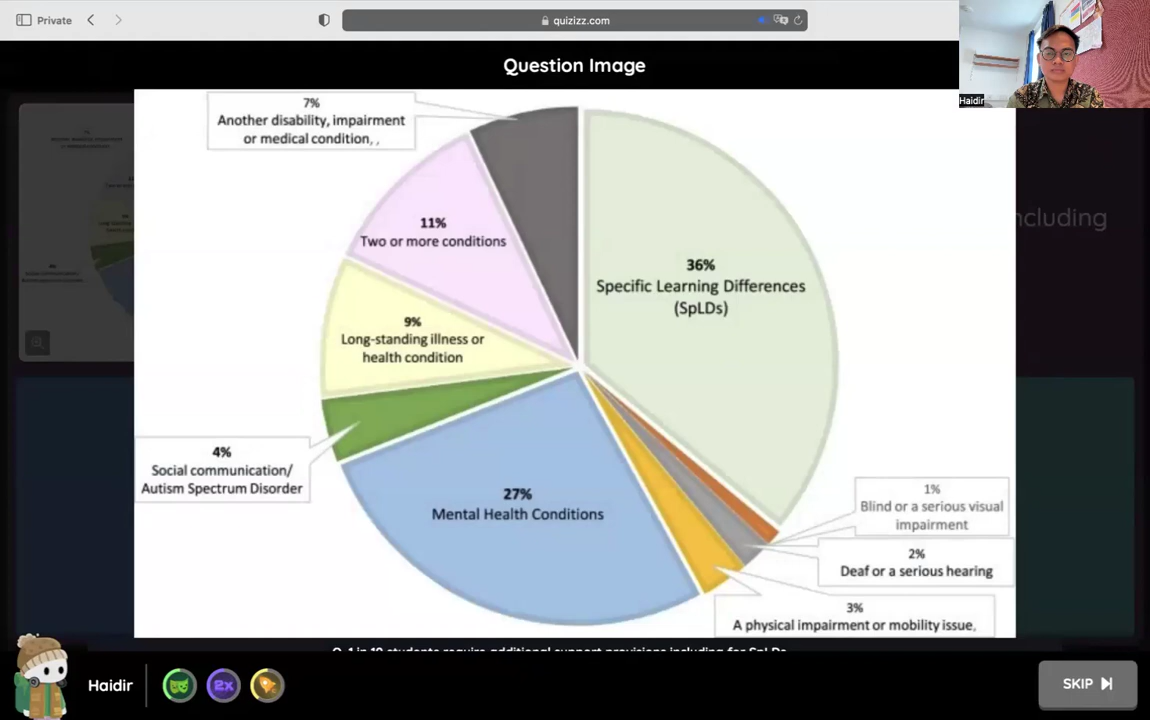 Private
quizizz.com
Question Image
Haidir
7%
Another disability, impairment
or medical condition, ,
11%
Two or more conditions
36%
Specific Learning Differences
(SpLDs)
9%
Long-standing illness or
health condition
ncluding
4%
Social communication/
Autism Spectrum Disorder
27%
Mental Health Conditions
1%
Blind or a serious visual
impairment
2%
Deaf or a serious hearing
3%
A physical impairment or mobility issue,
Haidir
2x
SKIP